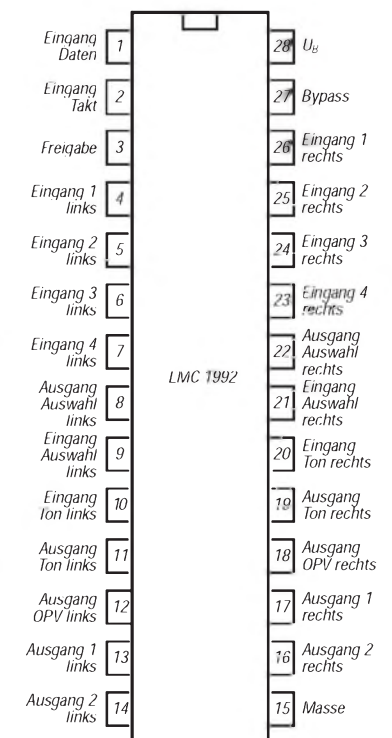 Eingang
Daten
1
Eingang
Takt
2
Freigabe
3
Eingang 1
links
4
Eingang 2
links
5
Eingang 3
links
6
Eingang 4
links
7
Ausgang
Auswahl
links
8
Eingang
Auswahl
links
9
Eingang
Ton links
10
Ausgang
Ton links
11
Ausgang
OPV links
12
Ausgang 1
links
13
Ausgang 2
links
14
LMC 1992
28
U_B
27
Bypass
26
Eingang 1
rechts
25
Eingang 2
rechts
24
Eingang 3
rechts
23
Eingang 4
rechts
22
Ausgang
Auswahl
rechts
21
Eingang
Auswahl
rechts
20
Eingang
Ton rechts
19
Ausgang
Ton rechts
18
Ausgang
OPV rechts
17
Ausgang 1
rechts
16
Ausgang 2
rechts
15
Masse